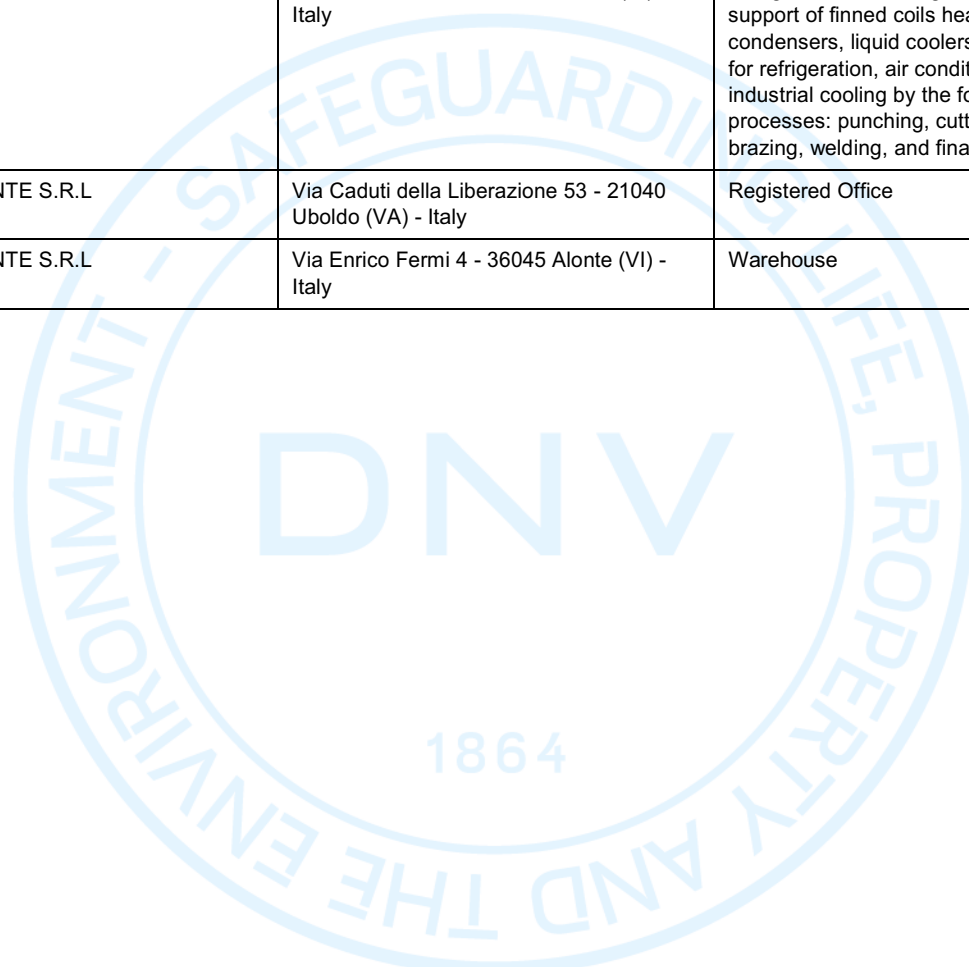 Italy
support of finned coils hea
condensers, liquid coolers
for refrigeration, air condit
industrial cooling by the fo
processes: punching, cutt
brazing, welding, and fina
NTE S.R.L
Via Caduti della Liberazione 53 - 21040
Uboldo (VA) - Italy
Registered Office
NTE S.R.L
Via Enrico Fermi 4 - 36045 Alonte (VI) -
Italy
Warehouse
SAFEGUARDING LIFE, PROPERTY AND THE ENVIRONMENT -
DNV
1864